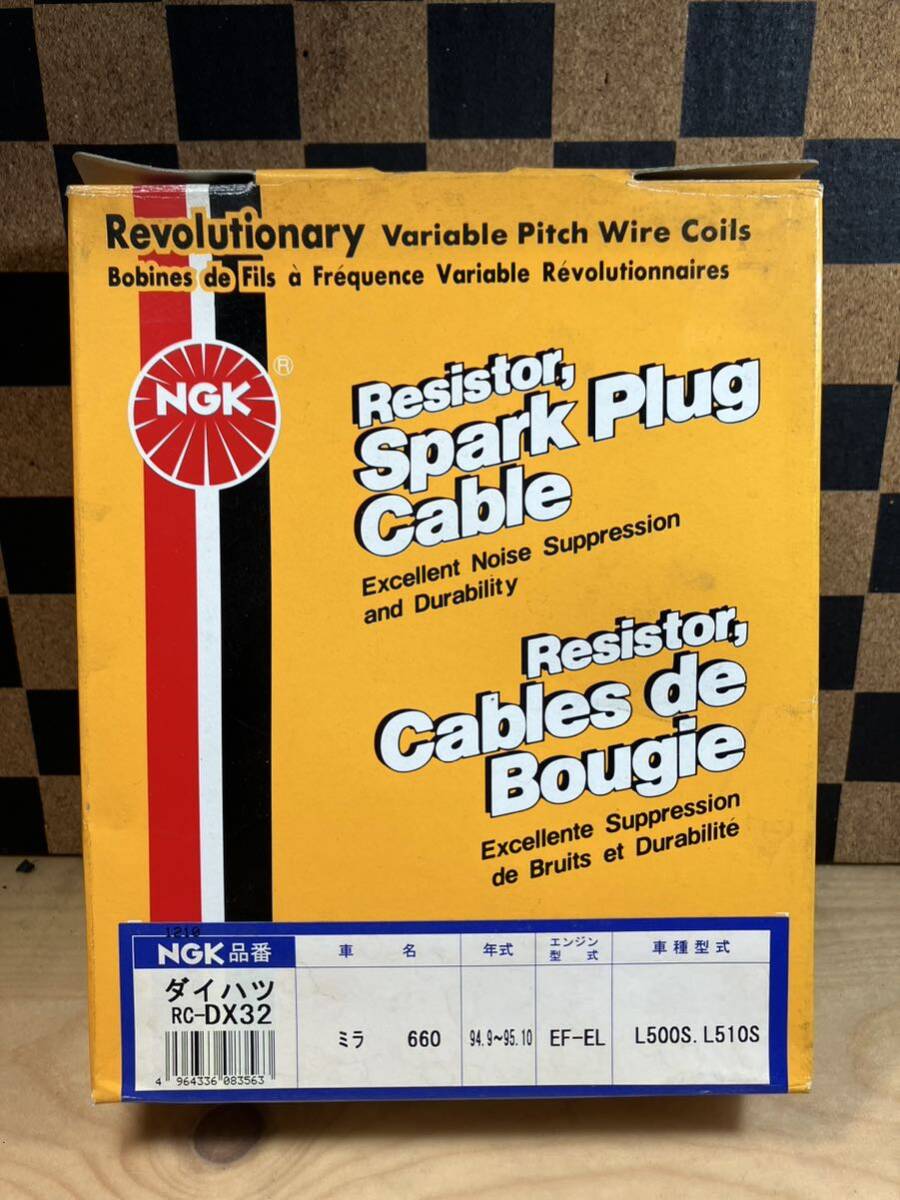 Revolutionary Variable Pitch Wire Coils
Bobines de Fils à Fréquence Variable Révolutionnaires
NGK
®
Resistor,
Spark Plug
Cable
Excellent Noise Suppression
and Durability
Resistor,
Cables de
Bougie
Excellente Suppression
de Bruits et Durabilité
1210
NGK品番
車名
年式
エンジン
型式
車種型式
ダイハツ
RC-DX32
ミラ 660
94.9~95.10
EF-EL
L500S. L510S
4 964336 083563